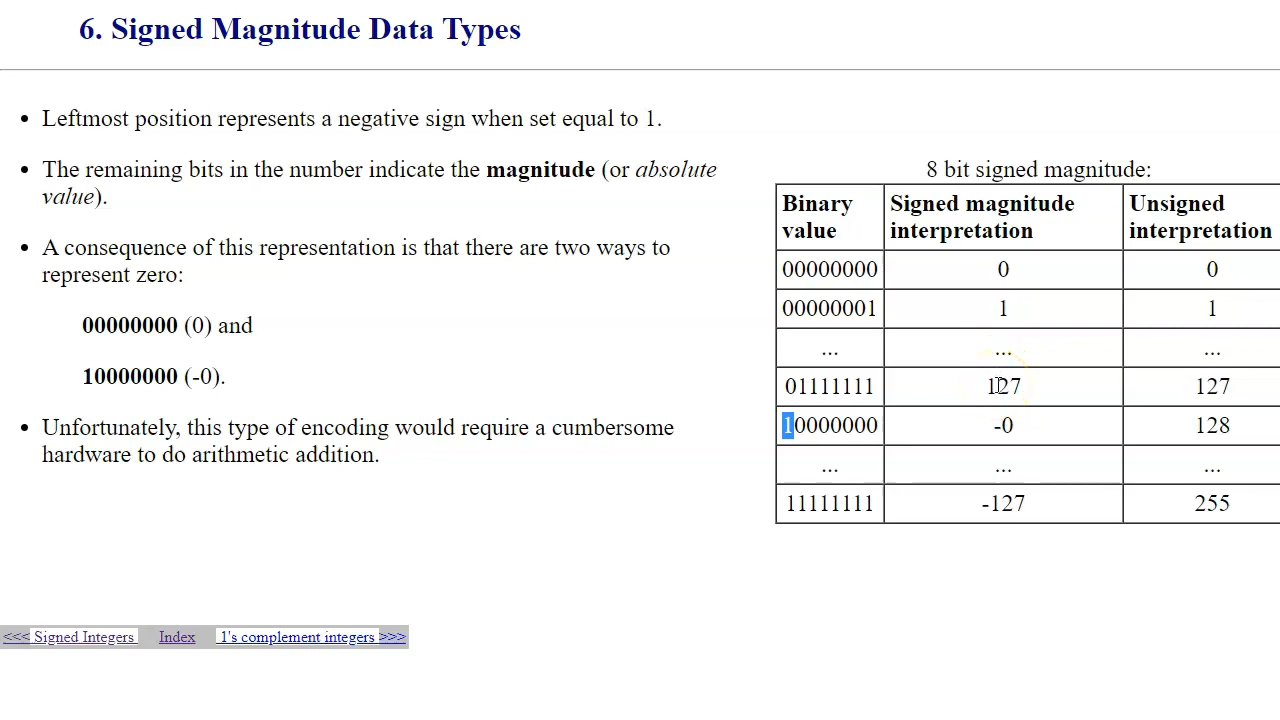 6. Signed Magnitude Data Types
Leftmost position represents a negative sign when set equal to 1.
The remaining bits in the number indicate the magnitude (or absolute
value).
A consequence of this representation is that there are two ways to
represent zero:
00000000 (0) and
10000000 (-0).
Unfortunately, this type of encoding would require a cumbersome
hardware to do arithmetic addition.
8 bit signed magnitude:
Binary value Signed magnitude interpretation Unsigned interpretation
00000000 0 0
00000001 1 1
... ... ...
01111111 127 127
10000000 -0 128
... ... ...
11111111 -127 255
<<< Signed Integers Index 1's complement integers >>>